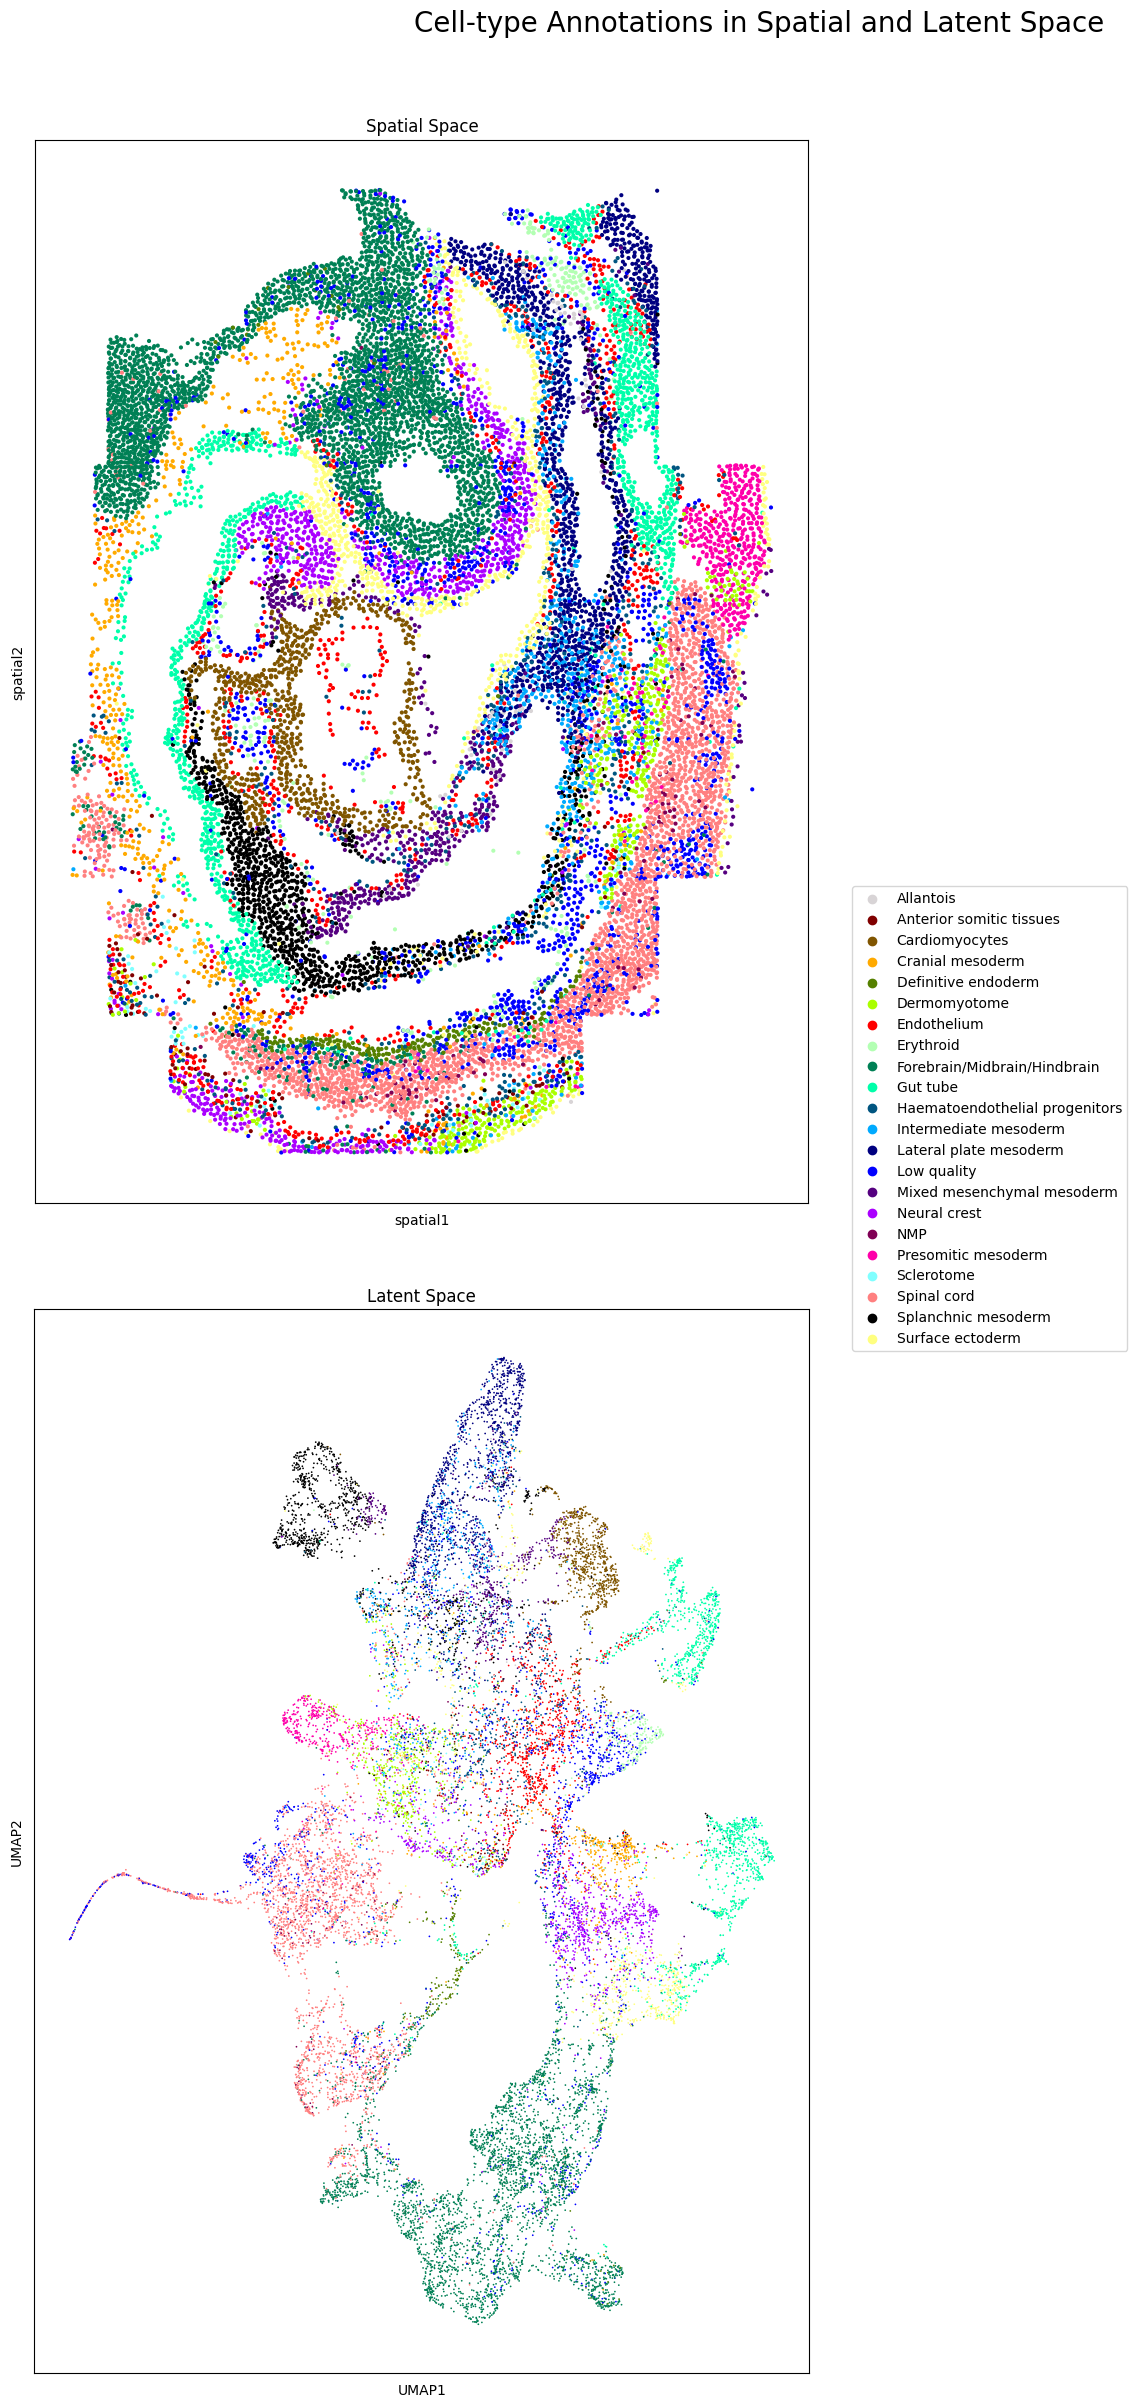 Cell-type Annotations in Spatial and Latent Space
Spatial Space
spatial2
spatial1
Allantois
Anterior somitic tissues
Cardiomyocytes
Cranial mesoderm
Definitive endoderm
Dermomyotome
Endothelium
Erythroid
Forebrain/Midbrain/Hindbrain
Gut tube
Haematoendothelial progenitors
Intermediate mesoderm
Lateral plate mesoderm
Low quality
Mixed mesenchymal mesoderm
Neural crest
NMP
Presomitic mesoderm
Sclerotome
Spinal cord
Splanchnic mesoderm
Surface ectoderm
Latent Space
UMAP2
UMAP1